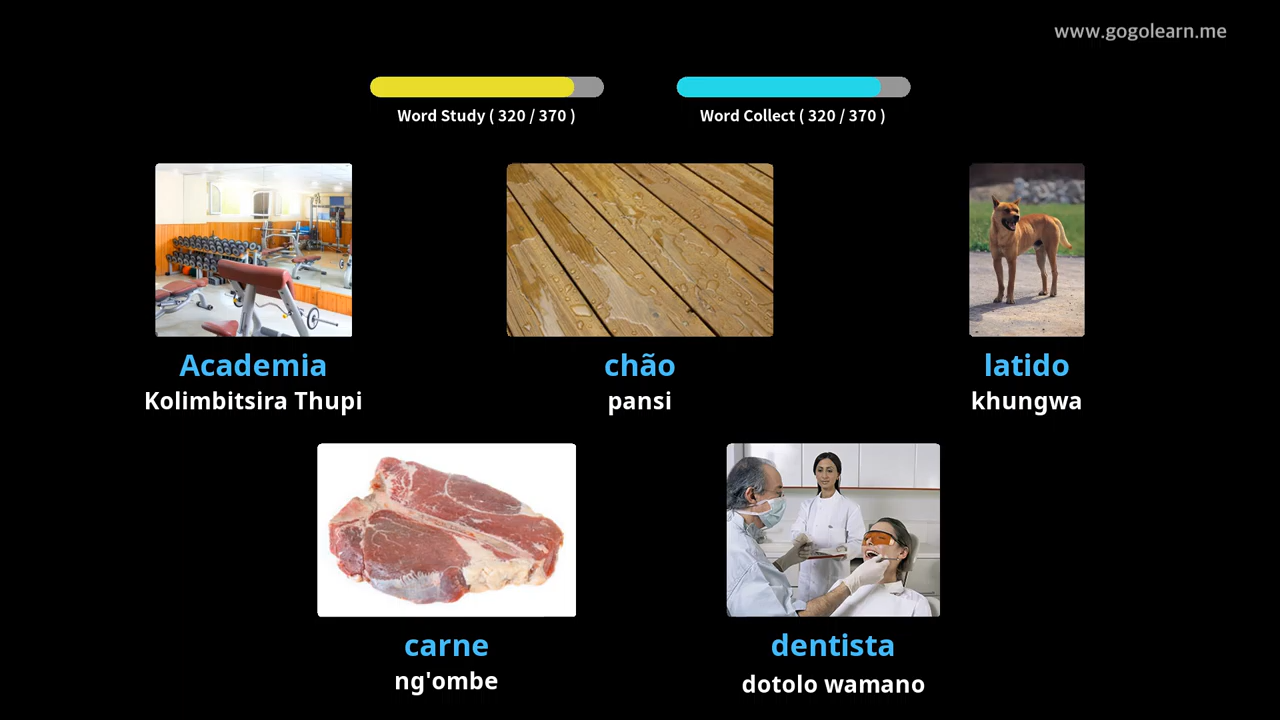 www.gogolearn.me
Word Study ( 320 / 370 )
Word Collect ( 320 / 370 )
Academia
Kolimbitsira Thupi
chão
pansi
latido
khungwa
carne
ng'ombe
dentista
dotolo wamano